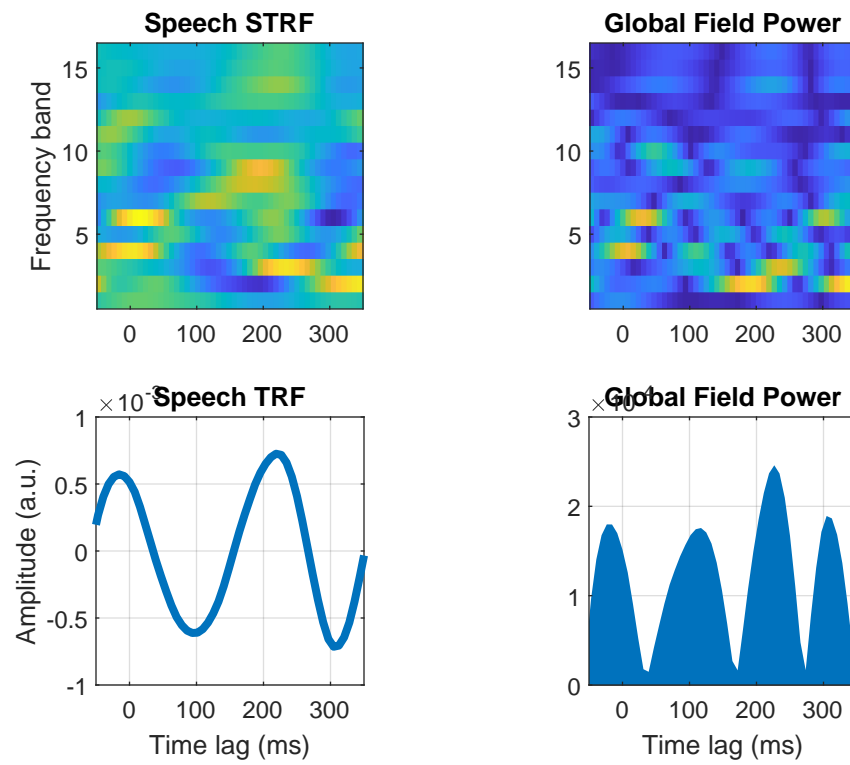 Speech STRF
Frequency band
15
10
5
0 100 200 300
Global Field Power
15
10
5
0 100 200 300
Speech TRF
Amplitude (a.u.)
1
0.5
0
-0.5
-1
0 100 200 300
Time lag (ms)
Global Field Power
3
2
1
0
0 100 200 300
Time lag (ms)